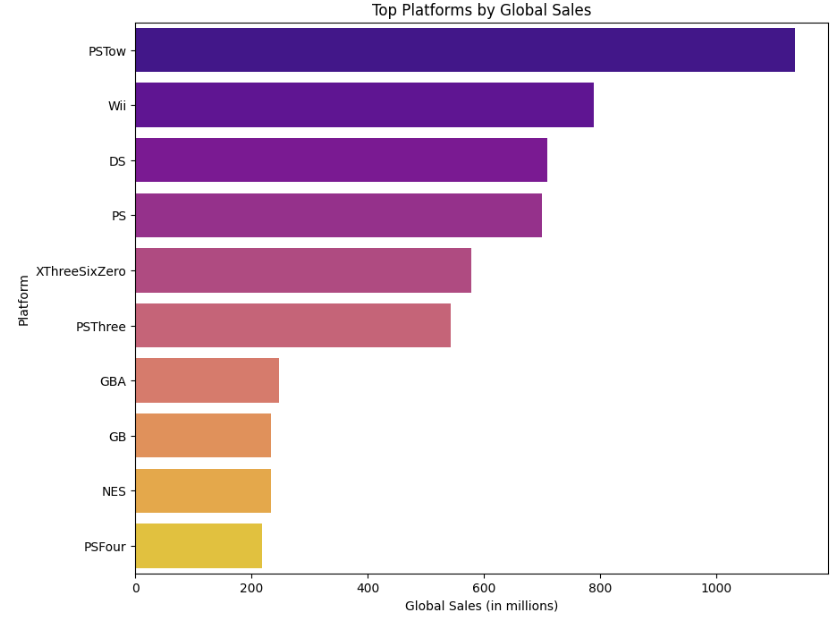 Top Platforms by Global Sales
PSTow
Wii
DS
PS
XThreeSixZero
PSThree
GBA
GB
NES
PSFour
Platform
0 200 400 600 800 1000
Global Sales (in millions)